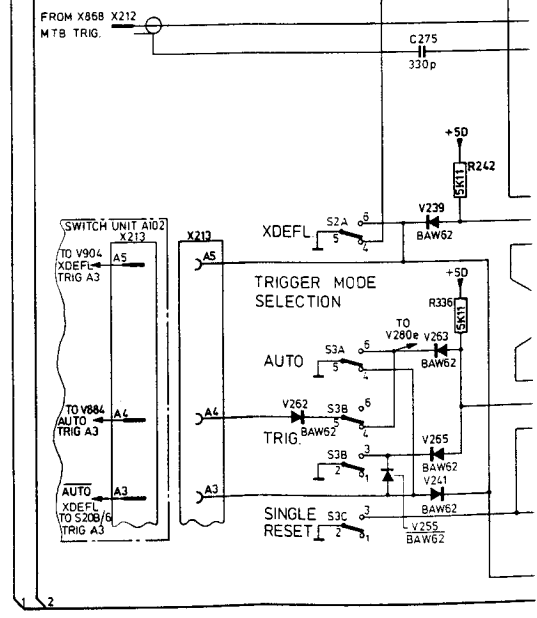 FROM X868 X212
MTB TRIG.
C275
330p
+5D
R242
5K11
V239
BAW62
S2A
6
5
4
XDEFL
SWITCH UNIT A102
X213
X213
TO V904
XDEFL
TRIG A3
A5
A5
TRIGGER MODE
SELECTION
+5D
R336
5K11
TO
V280e
V263
BAW62
AUTO
S3A
6
5
4
TO V884
AUTO
TRIG A3
A4
A4
V262
BAW62
S3B
6
5
4
TRIG.
S3B
3
2
1
V265
BAW62
AUTO
XDEFL
TO S20B/6
TRIG A3
A3
A3
V241
BAW62
V255
BAW62
SINGLE
RESET
S3C
3
2
1
1
2